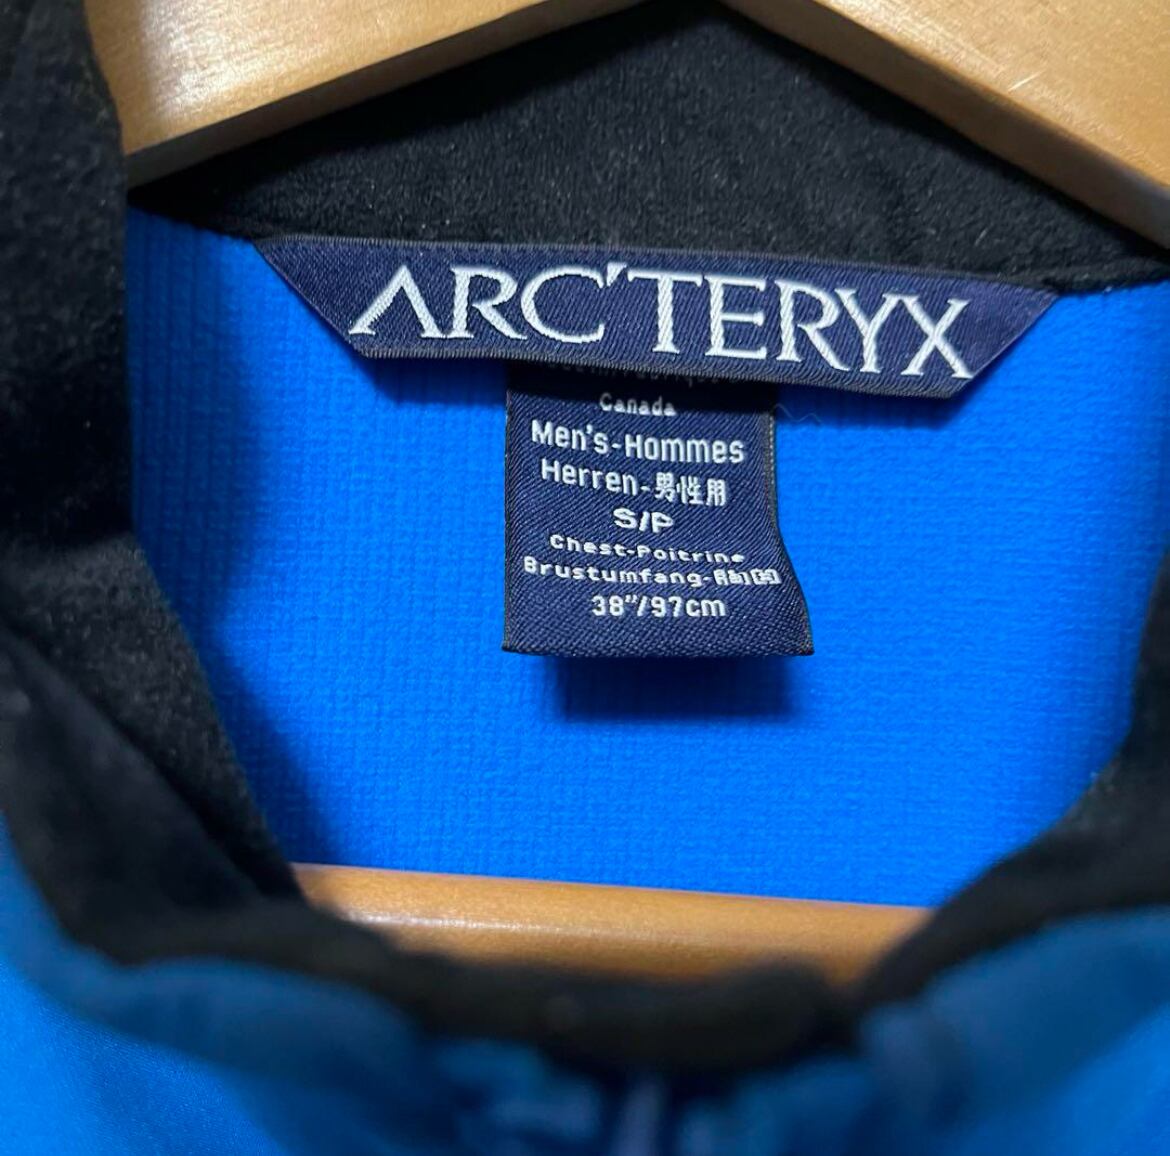 ARC'TERYX
Canada
Men's-Hommes
Herren-男性用
S/P
Chest-Poitrine
Brustumfang-胸囲
38"/97cm